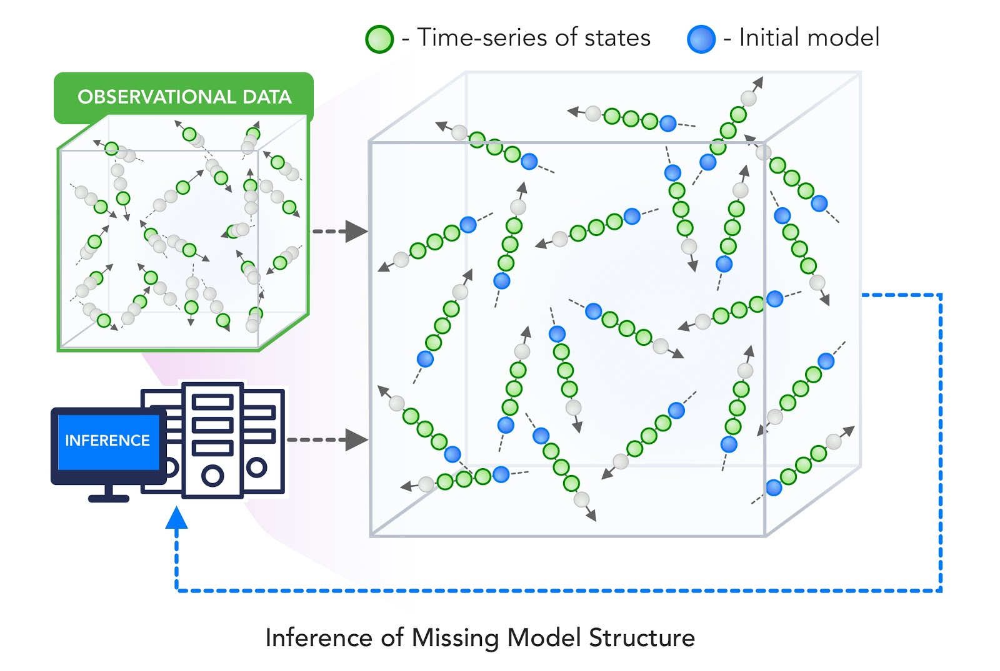 - Time-series of states
- Initial model
OBSERVATIONAL DATA
INFERENCE
Inference of Missing Model Structure